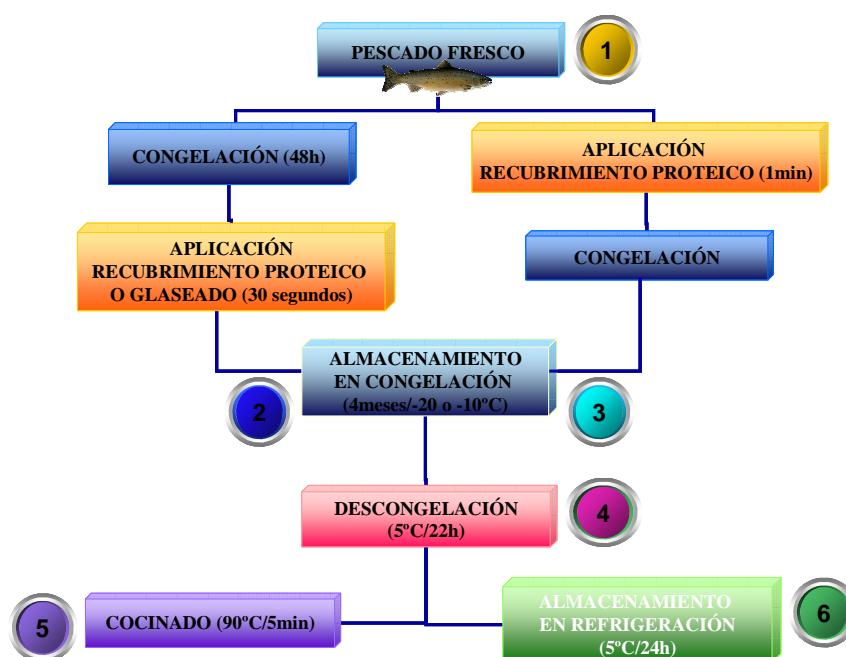 PESCADO FRESCO
1
CONGELACIÓN (48h)
APLICACIÓN
RECUBRIMIENTO PROTEICO (1min)
APLICACIÓN
RECUBRIMIENTO PROTEICO
O GLASEADO (30 segundos)
CONGELACIÓN
ALMACENAMIENTO
EN CONGELACIÓN
(4meses/-20 o -10ºC)
2
3
DESCONGELACIÓN
(5ºC/22h)
4
5
COCINADO (90ºC/5min)
ALMACENAMIENTO
EN REFRIGERACIÓN
(5ºC/24h)
6